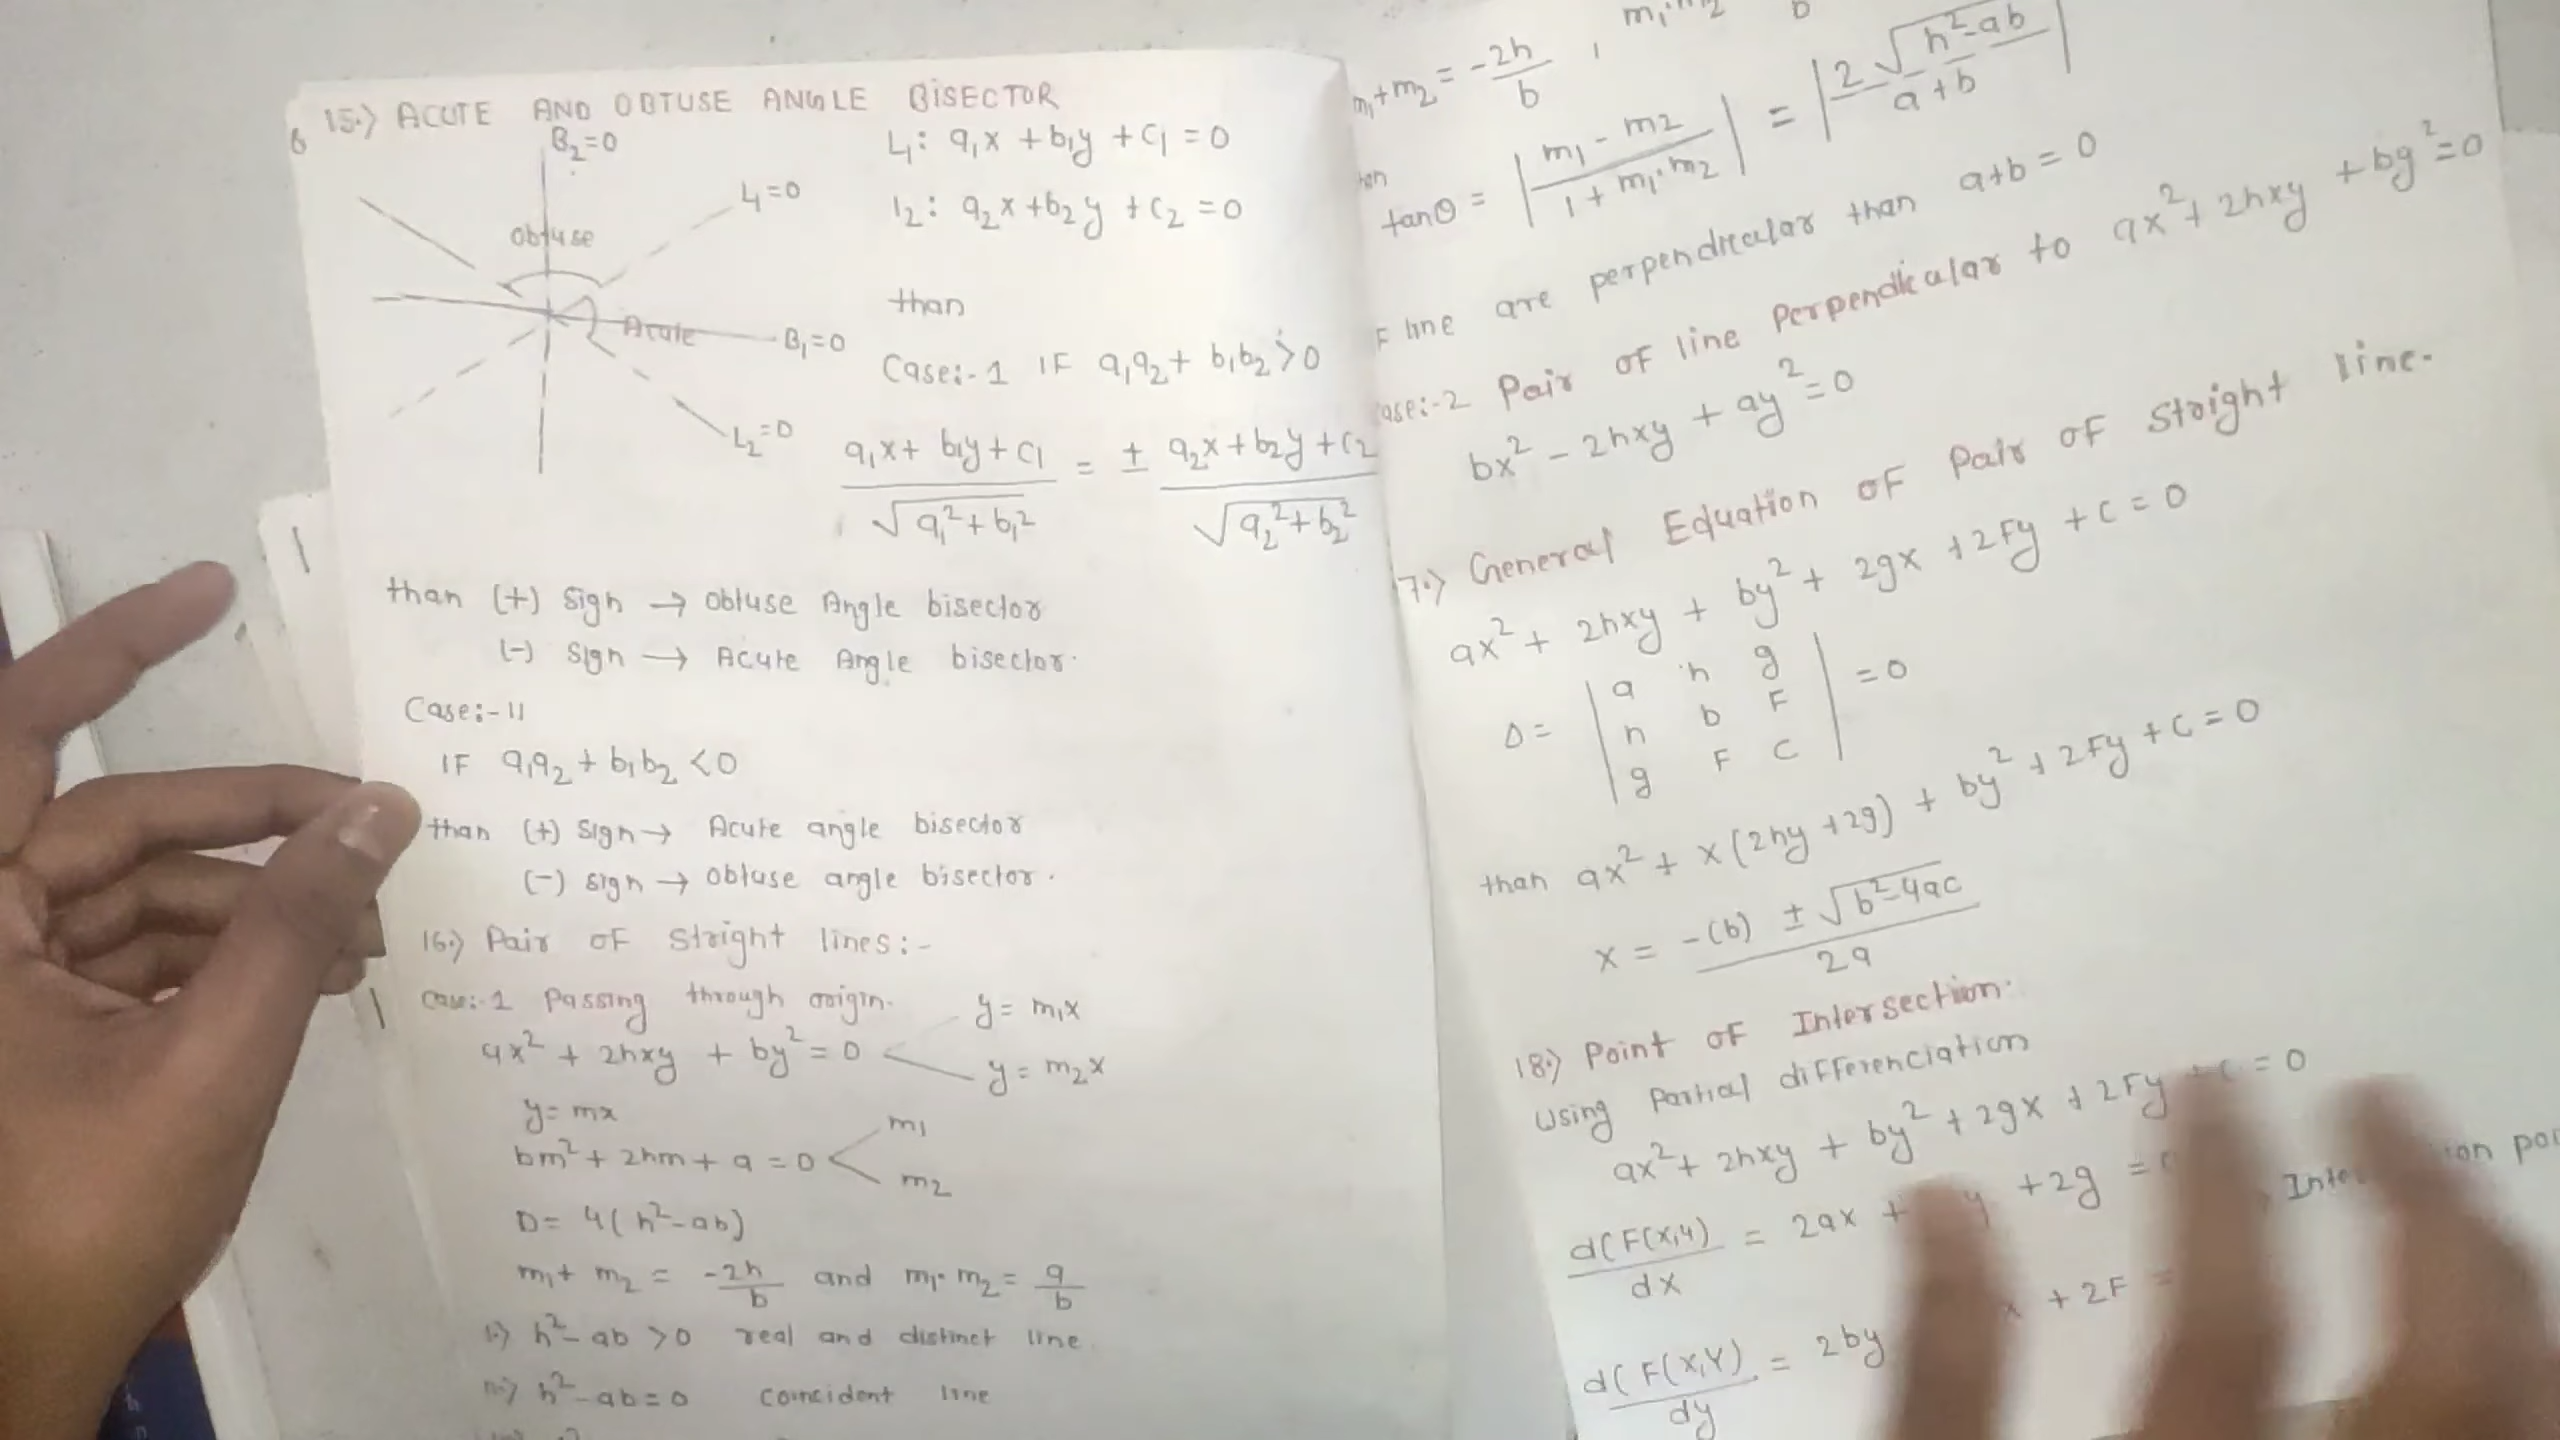 15.) ACUTE AND OBTUSE ANGLE BISECTOR
6
B₂=0
L₁=0
Obtuse
Acute
B₁=0
L₂=0
L₁: a₁x + b₁y + c₁ = 0
L₂: a₂x + b₂y + c₂ = 0
than
Case:-1 IF a₁a₂ + b₁b₂ > 0
(a₁x + b₁y + c₁)/√(a₁² + b₁²) = ± (a₂x + b₂y + c₂)/√(a₂² + b₂²)
than (+) Sign → Obtuse Angle bisector
(-) Sign → Acute Angle bisector.
Case:-II
IF a₁a₂ + b₁b₂ < 0
than (+) sign → Acute angle bisector
(-) sign → Obtuse angle bisector.
16.) Pair OF Stright lines:-
Case:-1 Passing through origin.
ax² + 2hxy + by² = 0
y = m₁x
y = m₂x
y = mx
bm² + 2hm + a = 0
m₁
m₂
D = 4(h²-ab)
m₁ + m₂ = -2h/b and m₁·m₂ = a/b
i.) h²-ab > 0 real and distinct line.
ii.) h²-ab = 0 coincident line
m₁+m₂ = -2h/b , m₁·m₂ b
tanθ = |(m₁-m₂)/(1+m₁·m₂)| = |2√(h²-ab)/(a+b)|
F line are perpendicular than a+b = 0
ase:-2 Pair OF line Perpendicular to ax² + 2hxy + by² = 0
bx² - 2hxy + ay² = 0
7.) General Equation OF Pair OF Stright line.
ax² + 2hxy + by² + 2gx + 2Fy + C = 0
Δ = |a h g|
|h b F| = 0
|g F C|
than ax² + x(2hy + 2g) + by² + 2Fy + C = 0
x = (-(b) ± √(b²-4ac))/2a
18.) Point OF Intersection.
Using Partial differenciation
ax² + 2hxy + by² + 2gx + 2Fy + C = 0
d(F(x,y)/dx = 2ax + y + 2g =
d(F(x,y)/dy = 2by x + 2F =